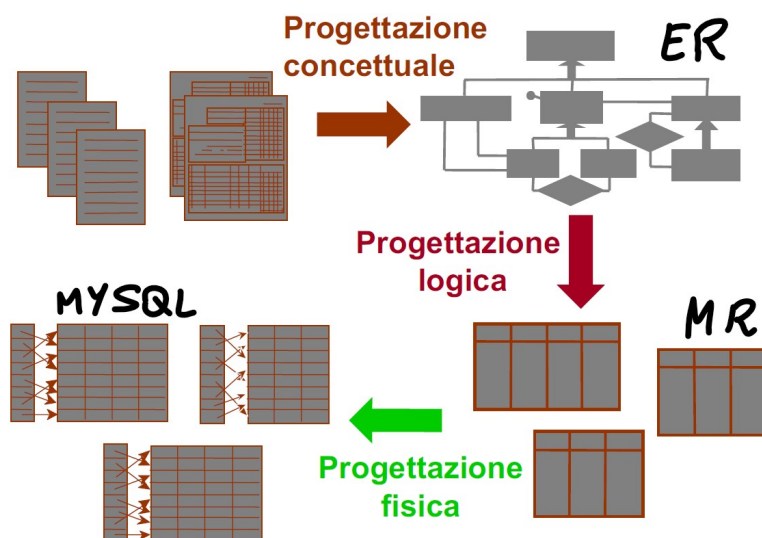 Progettazione
concettuale
ER
Progettazione
logica
MYSQL
MR
Progettazione
fisica